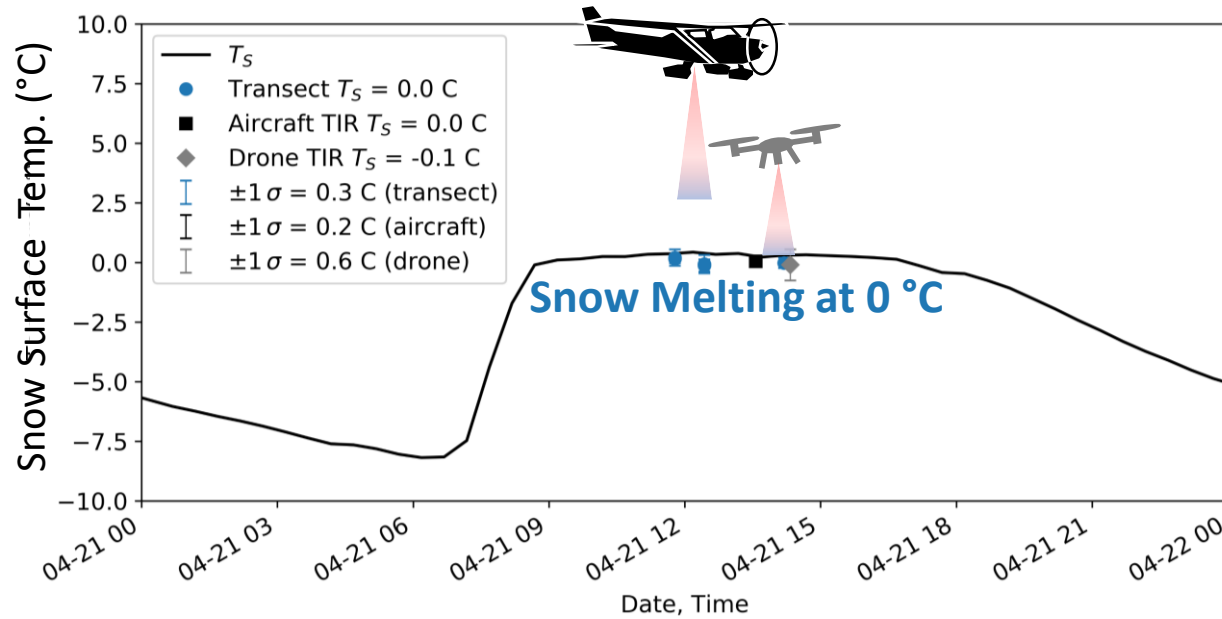 Snow Surface Temp. (°C)
10.0
7.5
5.0
2.5
0.0
−2.5
−5.0
−7.5
−10.0
T_S
Transect T_S = 0.0 C
Aircraft TIR T_S = 0.0 C
Drone TIR T_S = -0.1 C
±1 σ = 0.3 C (transect)
±1 σ = 0.2 C (aircraft)
±1 σ = 0.6 C (drone)
Snow Melting at 0 °C
04-21 00
04-21 03
04-21 06
04-21 09
04-21 12
04-21 15
04-21 18
04-21 21
04-22 00
Date, Time